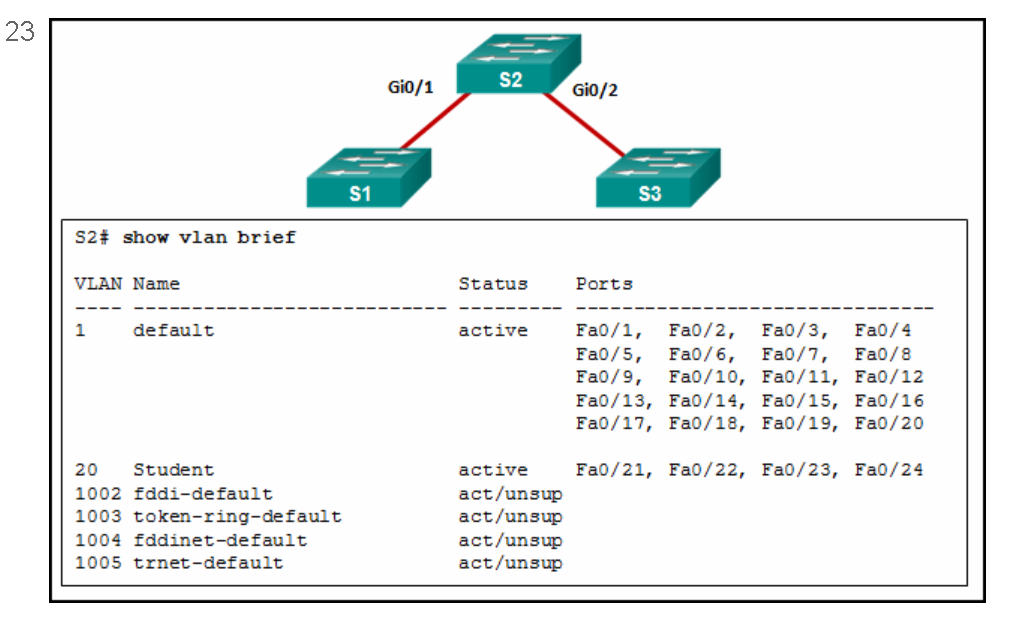 23
S2
Gi0/1
Gi0/2
S1
S3
S2# show vlan brief
VLAN Name Status Ports
---- --------------------------- --------- -------------------------------
1 default active Fa0/1, Fa0/2, Fa0/3, Fa0/4
Fa0/5, Fa0/6, Fa0/7, Fa0/8
Fa0/9, Fa0/10, Fa0/11, Fa0/12
Fa0/13, Fa0/14, Fa0/15, Fa0/16
Fa0/17, Fa0/18, Fa0/19, Fa0/20
20 Student active Fa0/21, Fa0/22, Fa0/23, Fa0/24
1002 fddi-default act/unsup
1003 token-ring-default act/unsup
1004 fddinet-default act/unsup
1005 trnet-default act/unsup